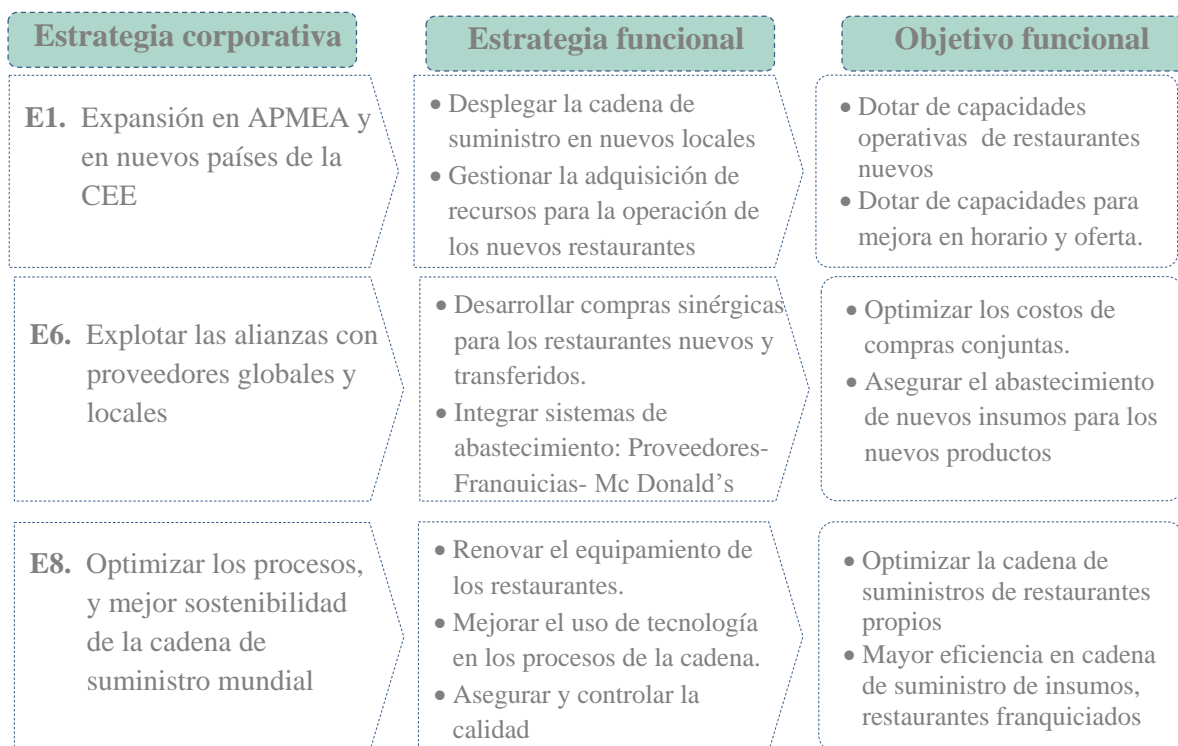 Estrategia corporativa
Estrategia funcional
Objetivo funcional
E1. Expansión en APMEA y
en nuevos países de la
CEE
• Desplegar la cadena de
suministro en nuevos locales
• Gestionar la adquisición de
recursos para la operación de
los nuevos restaurantes
• Dotar de capacidades
operativas de restaurantes
nuevos
• Dotar de capacidades para
mejora en horario y oferta.
E6. Explotar las alianzas con
proveedores globales y
locales
• Desarrollar compras sinérgicas
para los restaurantes nuevos y
transferidos.
• Integrar sistemas de
abastecimiento: Proveedores-
Franquicias- Mc Donald's
• Optimizar los costos de
compras conjuntas.
• Asegurar el abastecimiento
de nuevos insumos para los
nuevos productos
E8. Optimizar los procesos,
y mejor sostenibilidad
de la cadena de
suministro mundial
• Renovar el equipamiento de
los restaurantes.
• Mejorar el uso de tecnología
en los procesos de la cadena.
• Asegurar y controlar la
calidad
• Optimizar la cadena de
suministros de restaurantes
propios
• Mayor eficiencia en cadena
de suministro de insumos,
restaurantes franquiciados